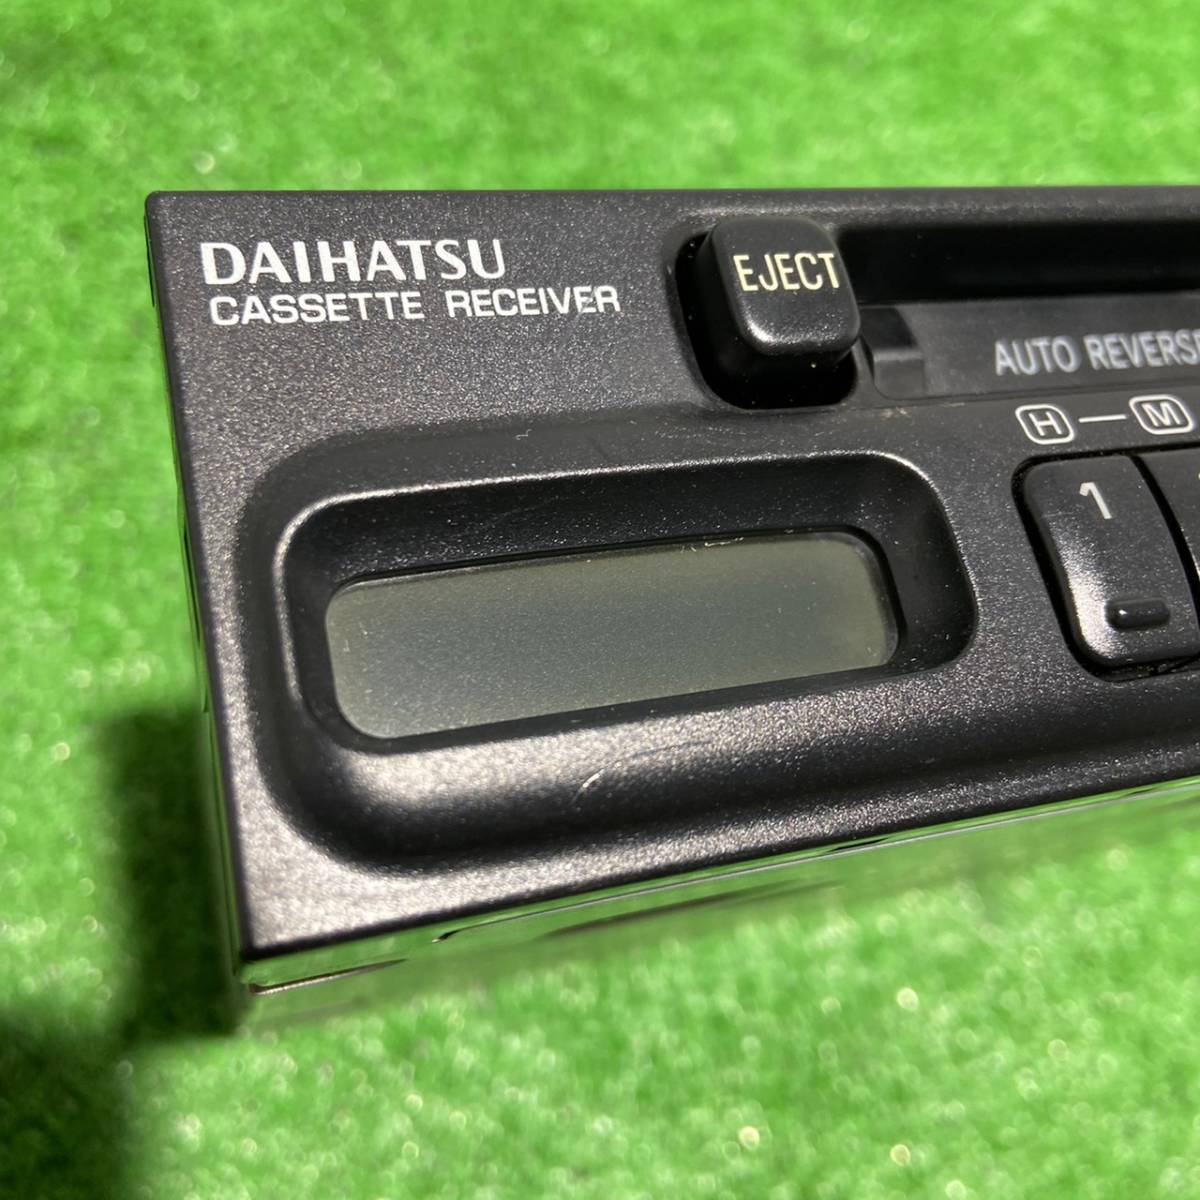 DAIHATSU
CASSETTE RECEIVER
EJECT
AUTO REVERSE
H — M
1